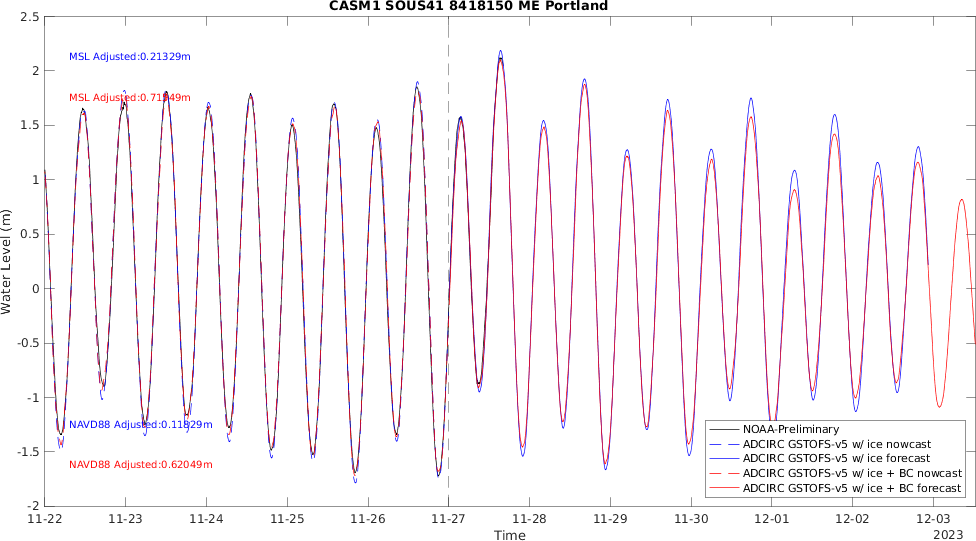 CASM1 SOUS41 8418150 ME Portland
2.5
2
1.5
1
0.5
0
-0.5
-1
-1.5
-2
Water Level (m)
MSL Adjusted:0.21329m
NAVD88 Adjusted:0.11829m
NAVD88 Adjusted:0.62049m
NOAA-Preliminary
ADCIRC GSTOFS-v5 w/ ice nowcast
ADCIRC GSTOFS-v5 w/ ice forecast
ADCIRC GSTOFS-v5 w/ ice + BC nowcast
ADCIRC GSTOFS-v5 w/ ice + BC forecast
11-22 11-23 11-24 11-25 11-26 11-27 11-28 11-29 11-30 12-01 12-02 12-03
Time
2023